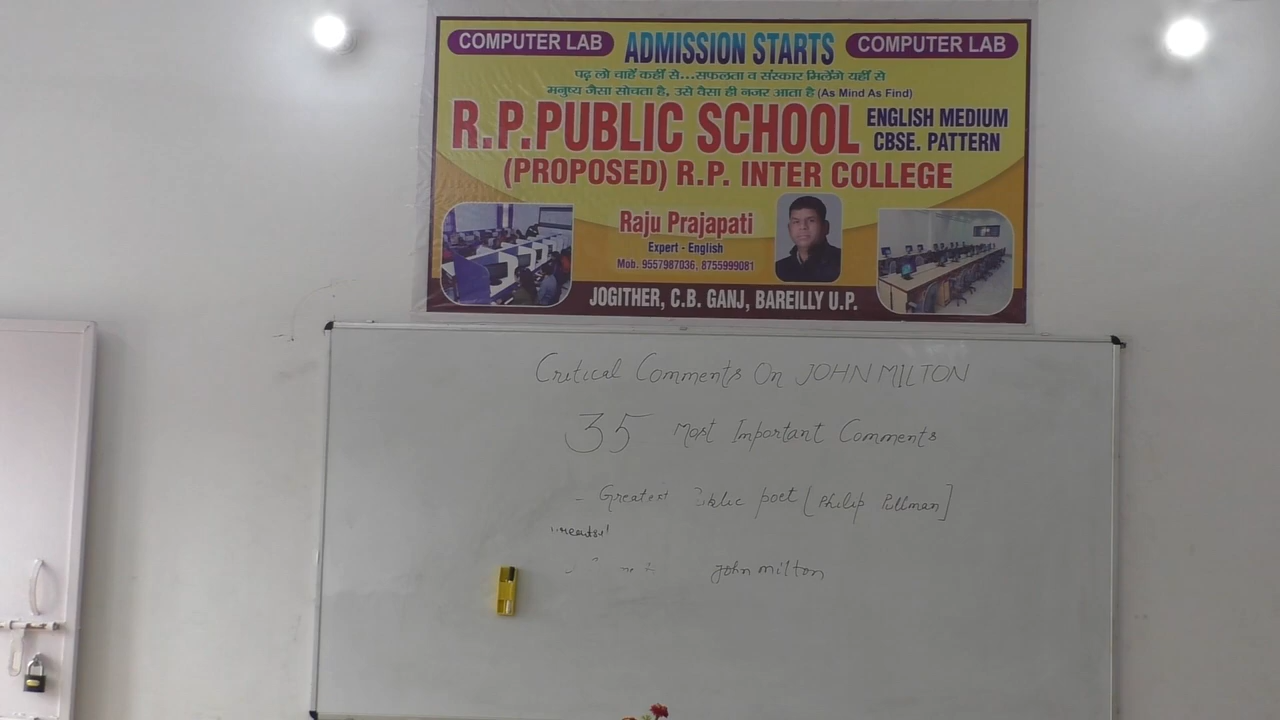 COMPUTER LAB ADMISSION STARTS COMPUTER LAB
पढ़ लो चाहें कहीं से...सफलता व संस्कार मिलेंगे यहीं से
मनुष्य जैसा सोचता है, उसे वैसा ही नजर आता है (As Mind As Find)
R.P.PUBLIC SCHOOL ENGLISH MEDIUM
CBSE. PATTERN
(PROPOSED) R.P. INTER COLLEGE
Raju Prajapati
Expert - English
Mob. 9557987036, 8755999081
JOGITHER, C.B. GANJ, BAREILLY U.P.
Critical Comments On JOHN MILTON
35 Most Important Comments
- Greatest poet [Philip Pullman]
John milton